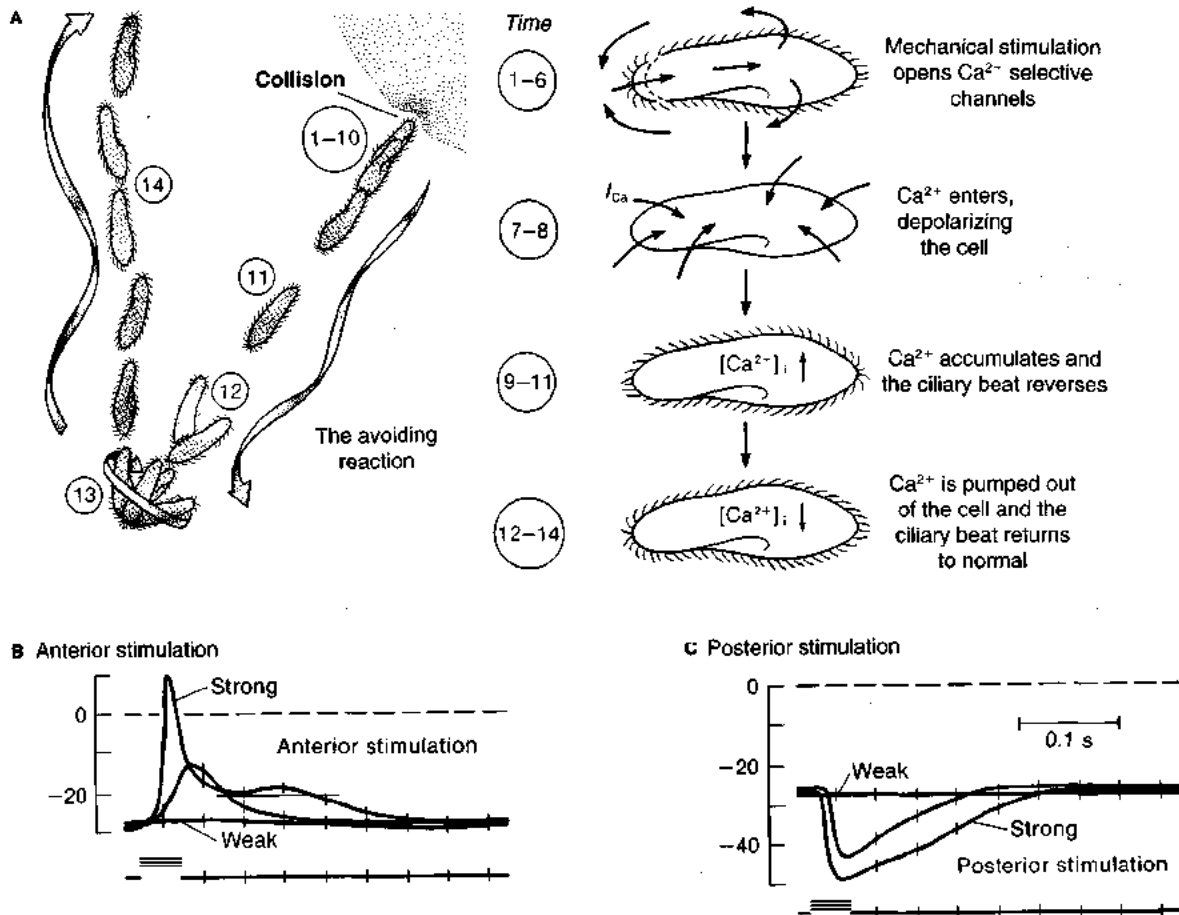 A
Time
Collision
1–10
14
11
12
13
The avoiding
reaction
1–6
Mechanical stimulation
opens Ca²⁻ selective
channels
7–8
I_Ca
Ca²⁺ enters,
depolarizing
the cell
9–11
[Ca²⁻]ᵢ
Ca²⁺ accumulates and
the ciliary beat reverses
12–14
[Ca²⁺]ᵢ
Ca²⁺ is pumped out
of the cell and the
ciliary beat returns
to normal
B Anterior stimulation
Strong
0
Anterior stimulation
−20
Weak
C Posterior stimulation
0
0.1 s
−20
Weak
Strong
−40
Posterior stimulation